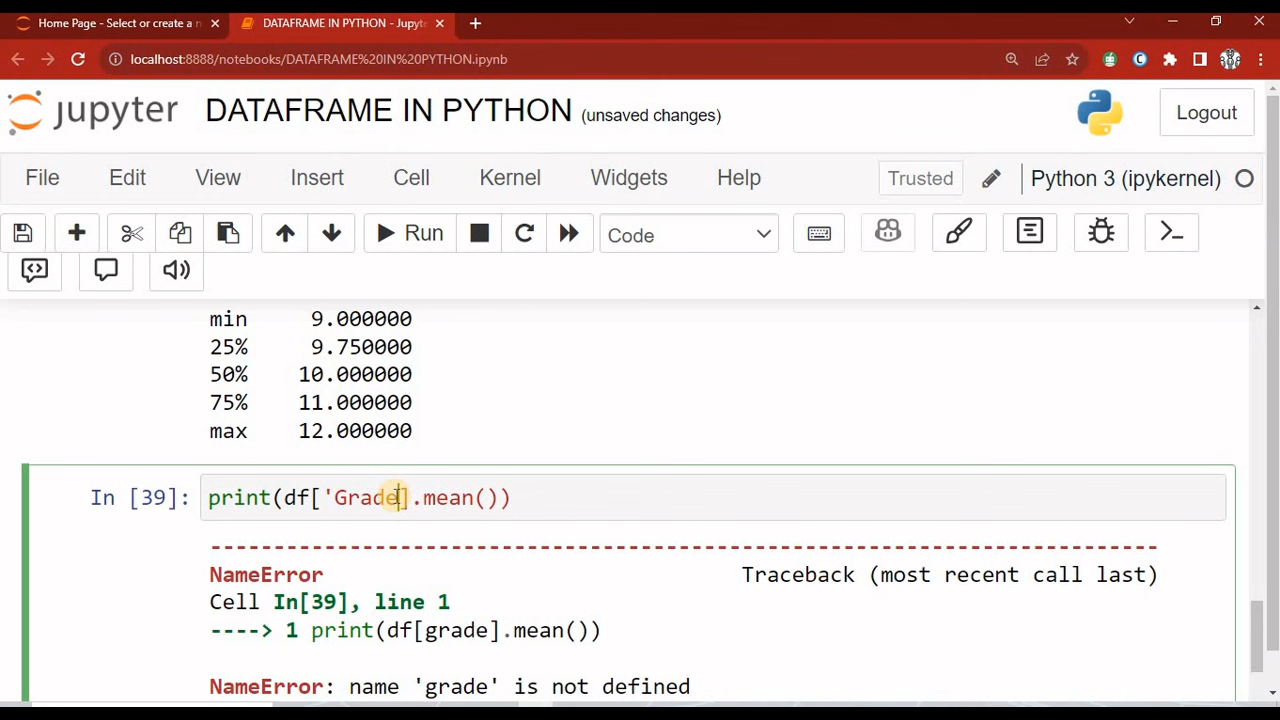 Home Page - Select or create a n
DATAFRAME IN PYTHON - Jupyt
localhost:8888/notebooks/DATAFRAME%20IN%20PYTHON.ipynb
jupyter DATAFRAME IN PYTHON (unsaved changes) Logout
File Edit View Insert Cell Kernel Widgets Help Trusted Python 3 (ipykernel)
Run Code
min 9.000000
25% 9.750000
50% 10.000000
75% 11.000000
max 12.000000
In [39]: print(df['Grade].mean())
---------------------------------------------------------------------------
NameError Traceback (most recent call last)
Cell In[39], line 1
----> 1 print(df[grade].mean())
NameError: name 'grade' is not defined